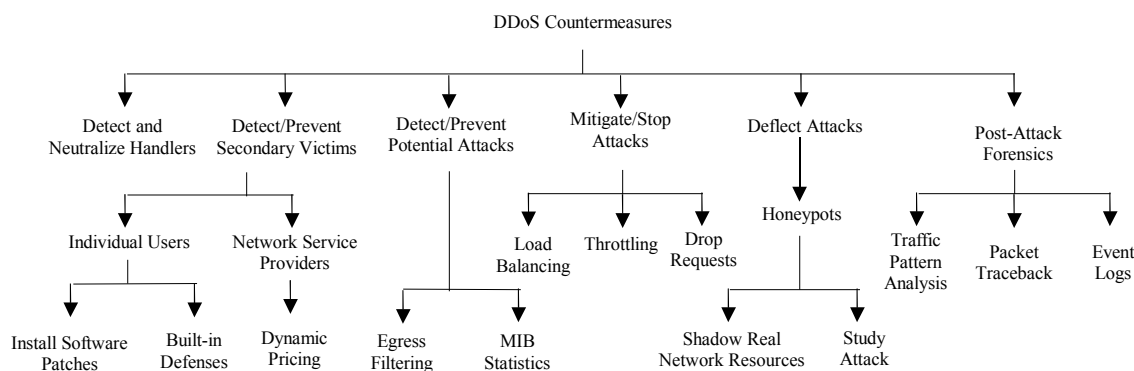 DDoS Countermeasures
Detect and
Neutralize Handlers
Detect/Prevent
Secondary Victims
Detect/Prevent
Potential Attacks
Mitigate/Stop
Attacks
Deflect Attacks
Post-Attack
Forensics
Individual Users
Network Service
Providers
Load
Balancing
Throttling
Drop
Requests
Honeypots
Traffic
Pattern
Analysis
Packet
Traceback
Event
Logs
Install Software
Patches
Built-in
Defenses
Dynamic
Pricing
Egress
Filtering
MIB
Statistics
Shadow Real
Network Resources
Study
Attack